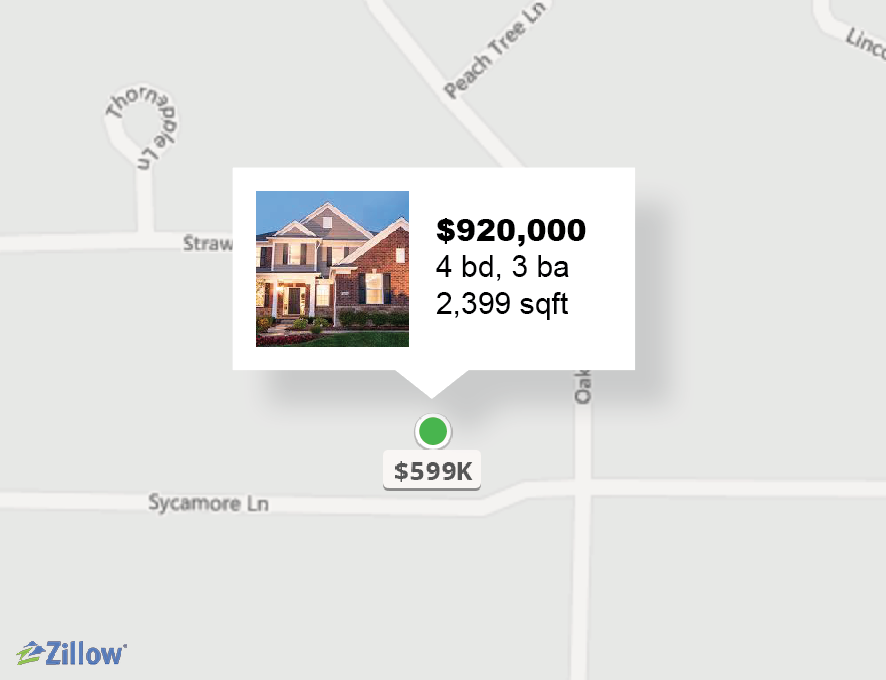 Peach Tree Ln
Linco
Thornapple Ln
Straw
$920,000
4 bd, 3 ba
2,399 sqft
Oak
$599K
Sycamore Ln
Zillow